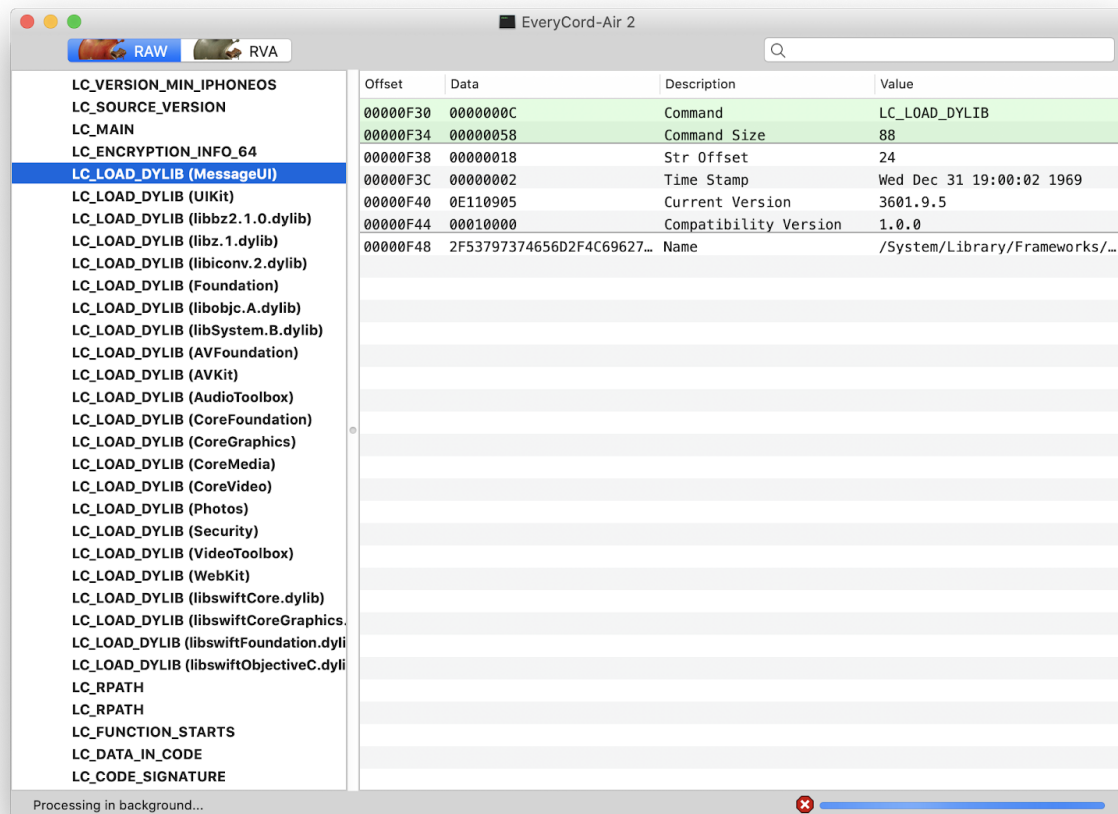 EveryCord-Air 2
RAW RVA
LC_VERSION_MIN_IPHONEOS
LC_SOURCE_VERSION
LC_MAIN
LC_ENCRYPTION_INFO_64
LC_LOAD_DYLIB (MessageUI)
LC_LOAD_DYLIB (UIKit)
LC_LOAD_DYLIB (libbz2.1.0.dylib)
LC_LOAD_DYLIB (libz.1.dylib)
LC_LOAD_DYLIB (libiconv.2.dylib)
LC_LOAD_DYLIB (Foundation)
LC_LOAD_DYLIB (libobjc.A.dylib)
LC_LOAD_DYLIB (libSystem.B.dylib)
LC_LOAD_DYLIB (AVFoundation)
LC_LOAD_DYLIB (AVKit)
LC_LOAD_DYLIB (AudioToolbox)
LC_LOAD_DYLIB (CoreFoundation)
LC_LOAD_DYLIB (CoreGraphics)
LC_LOAD_DYLIB (CoreMedia)
LC_LOAD_DYLIB (CoreVideo)
LC_LOAD_DYLIB (Photos)
LC_LOAD_DYLIB (Security)
LC_LOAD_DYLIB (VideoToolbox)
LC_LOAD_DYLIB (WebKit)
LC_LOAD_DYLIB (libswiftCore.dylib)
LC_LOAD_DYLIB (libswiftCoreGraphics.
LC_LOAD_DYLIB (libswiftFoundation.dyli
LC_LOAD_DYLIB (libswiftObjectiveC.dyli
LC_RPATH
LC_RPATH
LC_FUNCTION_STARTS
LC_DATA_IN_CODE
LC_CODE_SIGNATURE
Offset Data Description Value
00000F30 0000000C Command LC_LOAD_DYLIB
00000F34 00000058 Command Size 88
00000F38 00000018 Str Offset 24
00000F3C 00000002 Time Stamp Wed Dec 31 19:00:02 1969
00000F40 0E110905 Current Version 3601.9.5
00000F44 00010000 Compatibility Version 1.0.0
00000F48 2F53797374656D2F4C69627… Name /System/Library/Frameworks/…
Processing in background...